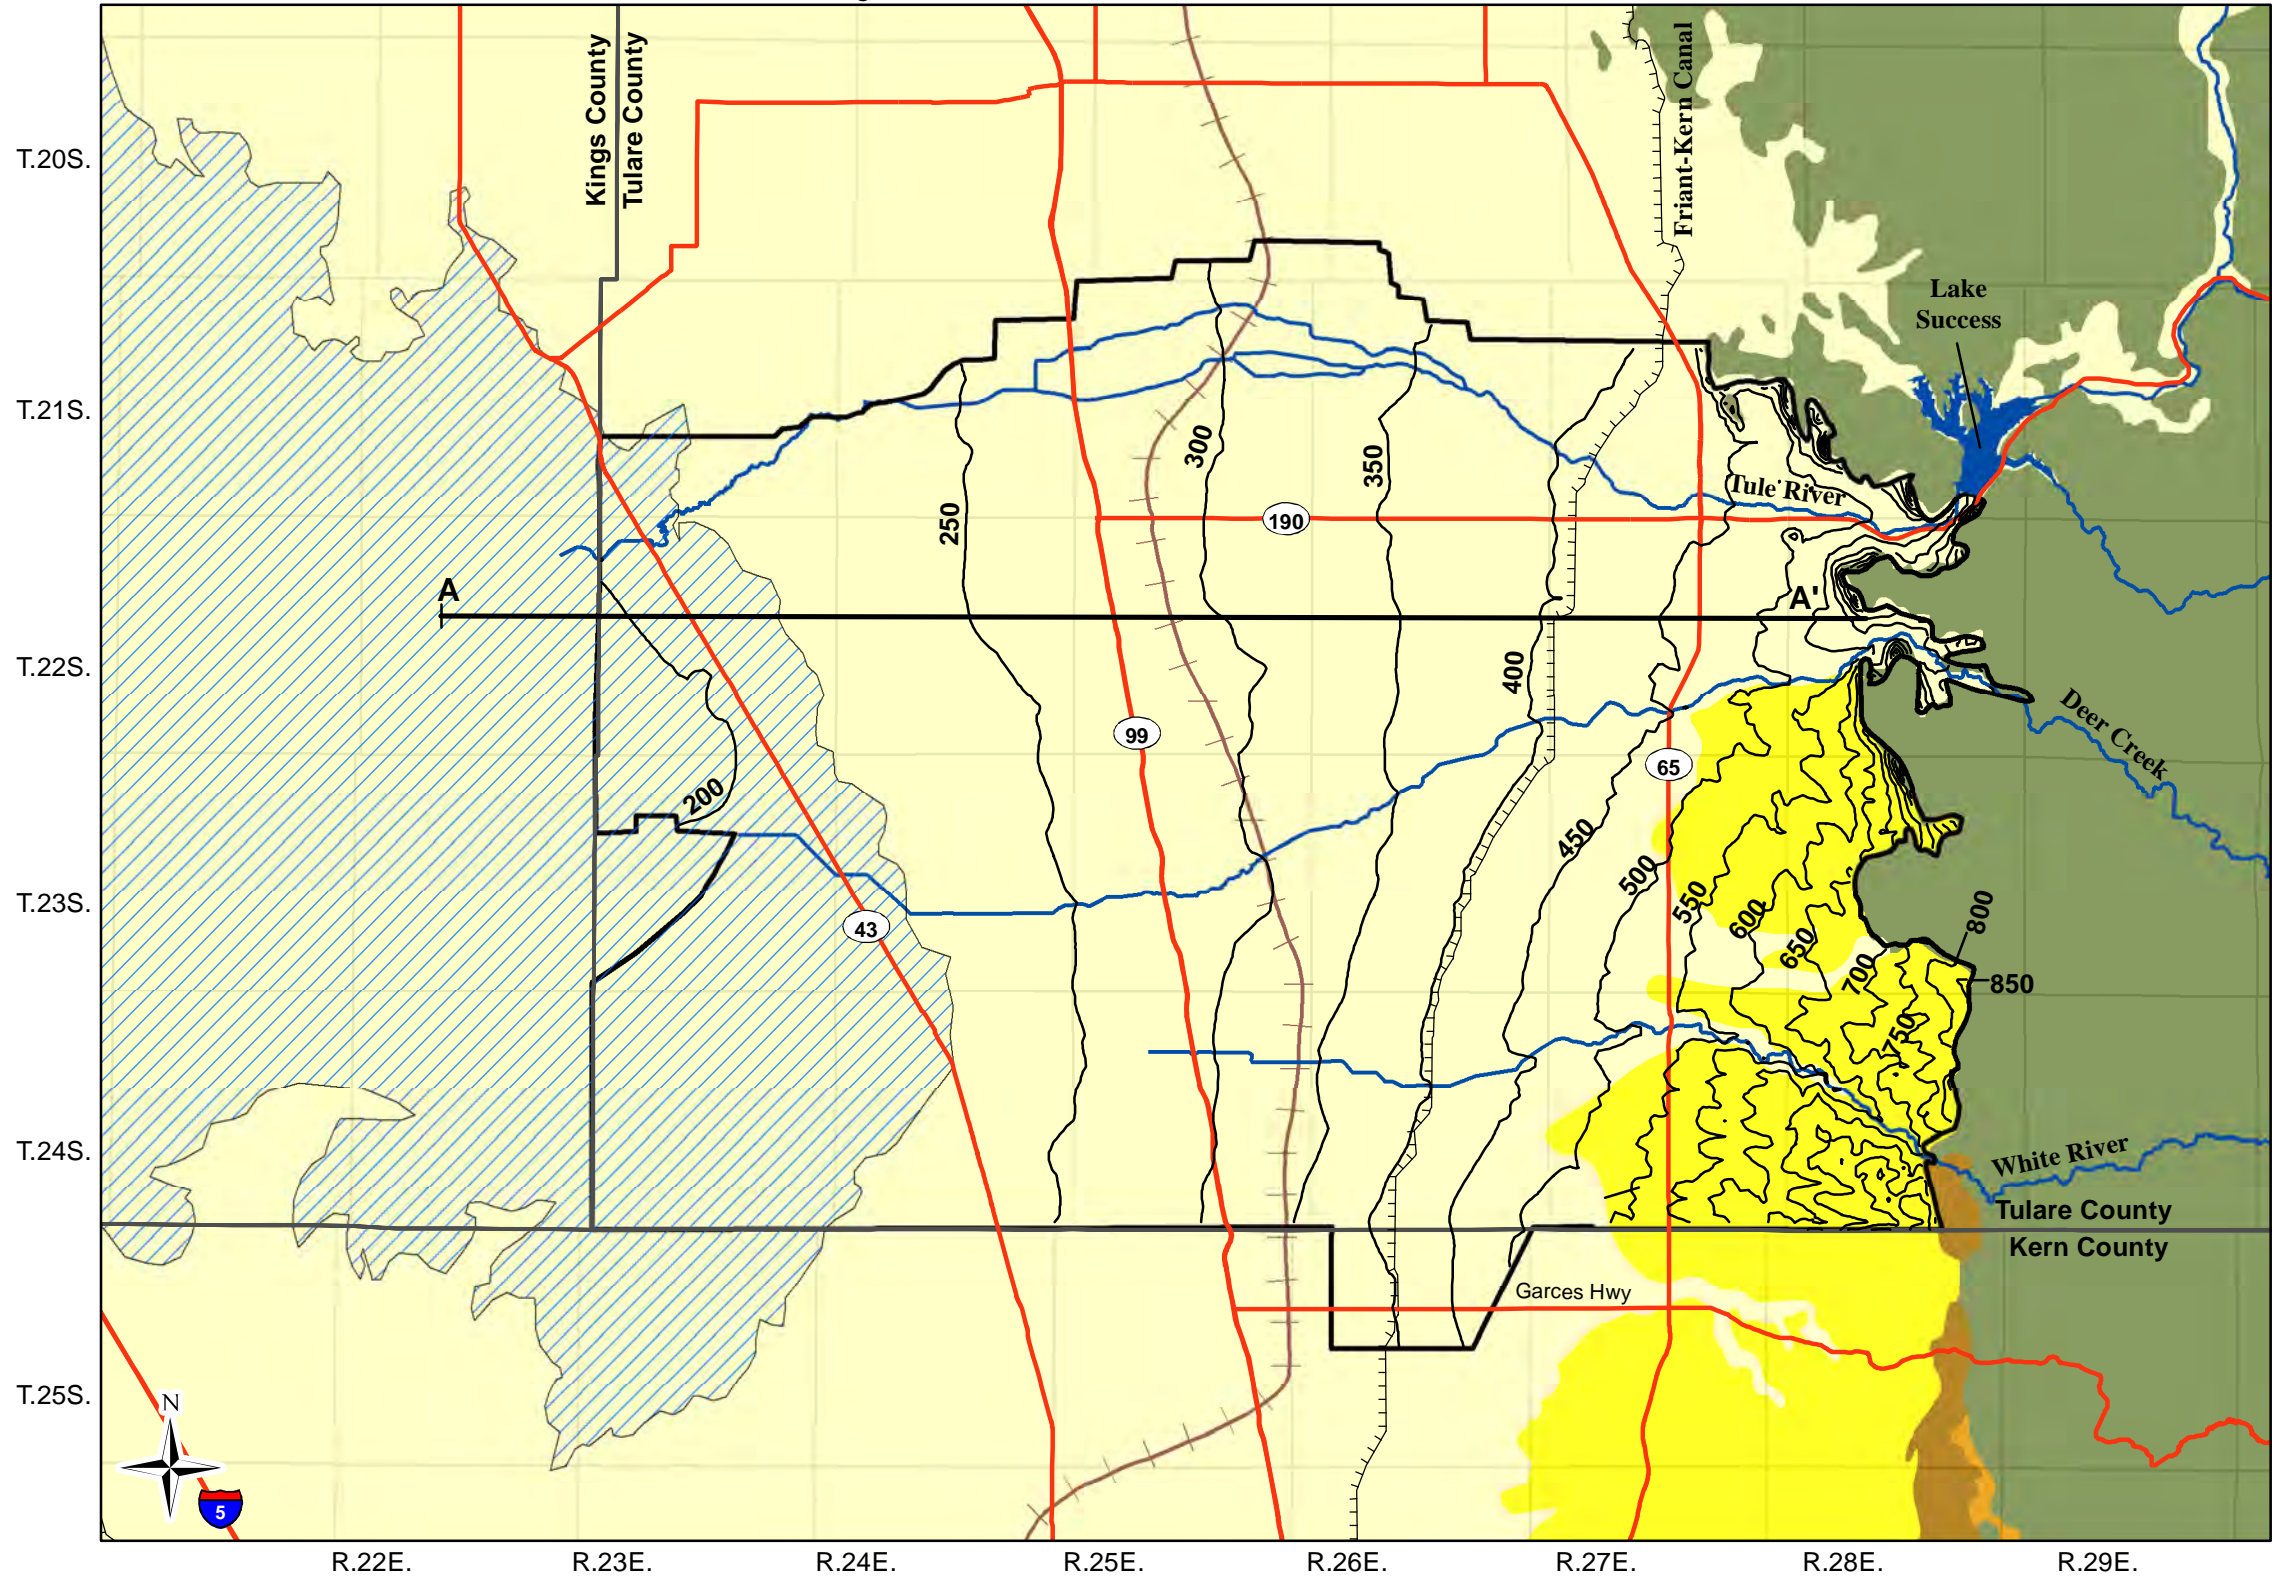 Kings County
Tulare County
Friant-Kern Canal
T.20S.
Lake
Success
T.21S.
300
350
250
190
Tule River
A
A'
T.22S.
400
99
65
Deer Creek
200
450
500
550
600
650
700
750
800
850
T.23S.
43
T.24S.
White River
Tulare County
Kern County
Garces Hwy
T.25S.
N
5
R.22E.
R.23E.
R.24E.
R.25E.
R.26E.
R.27E.
R.28E.
R.29E.